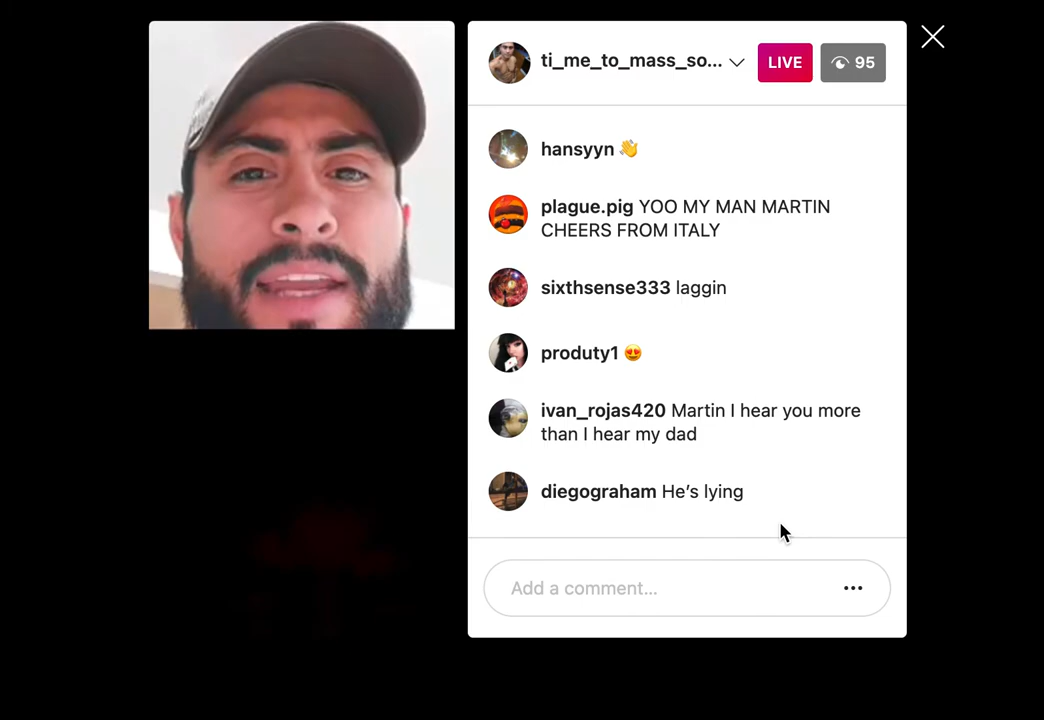 ti_me_to_mass_so...
LIVE
95
hansyyn 👋
plague.pig YOO MY MAN MARTIN
CHEERS FROM ITALY
sixthsense333 laggin
produty1 😍
ivan_rojas420 Martin I hear you more
than I hear my dad
diegograham He’s lying
Add a comment...